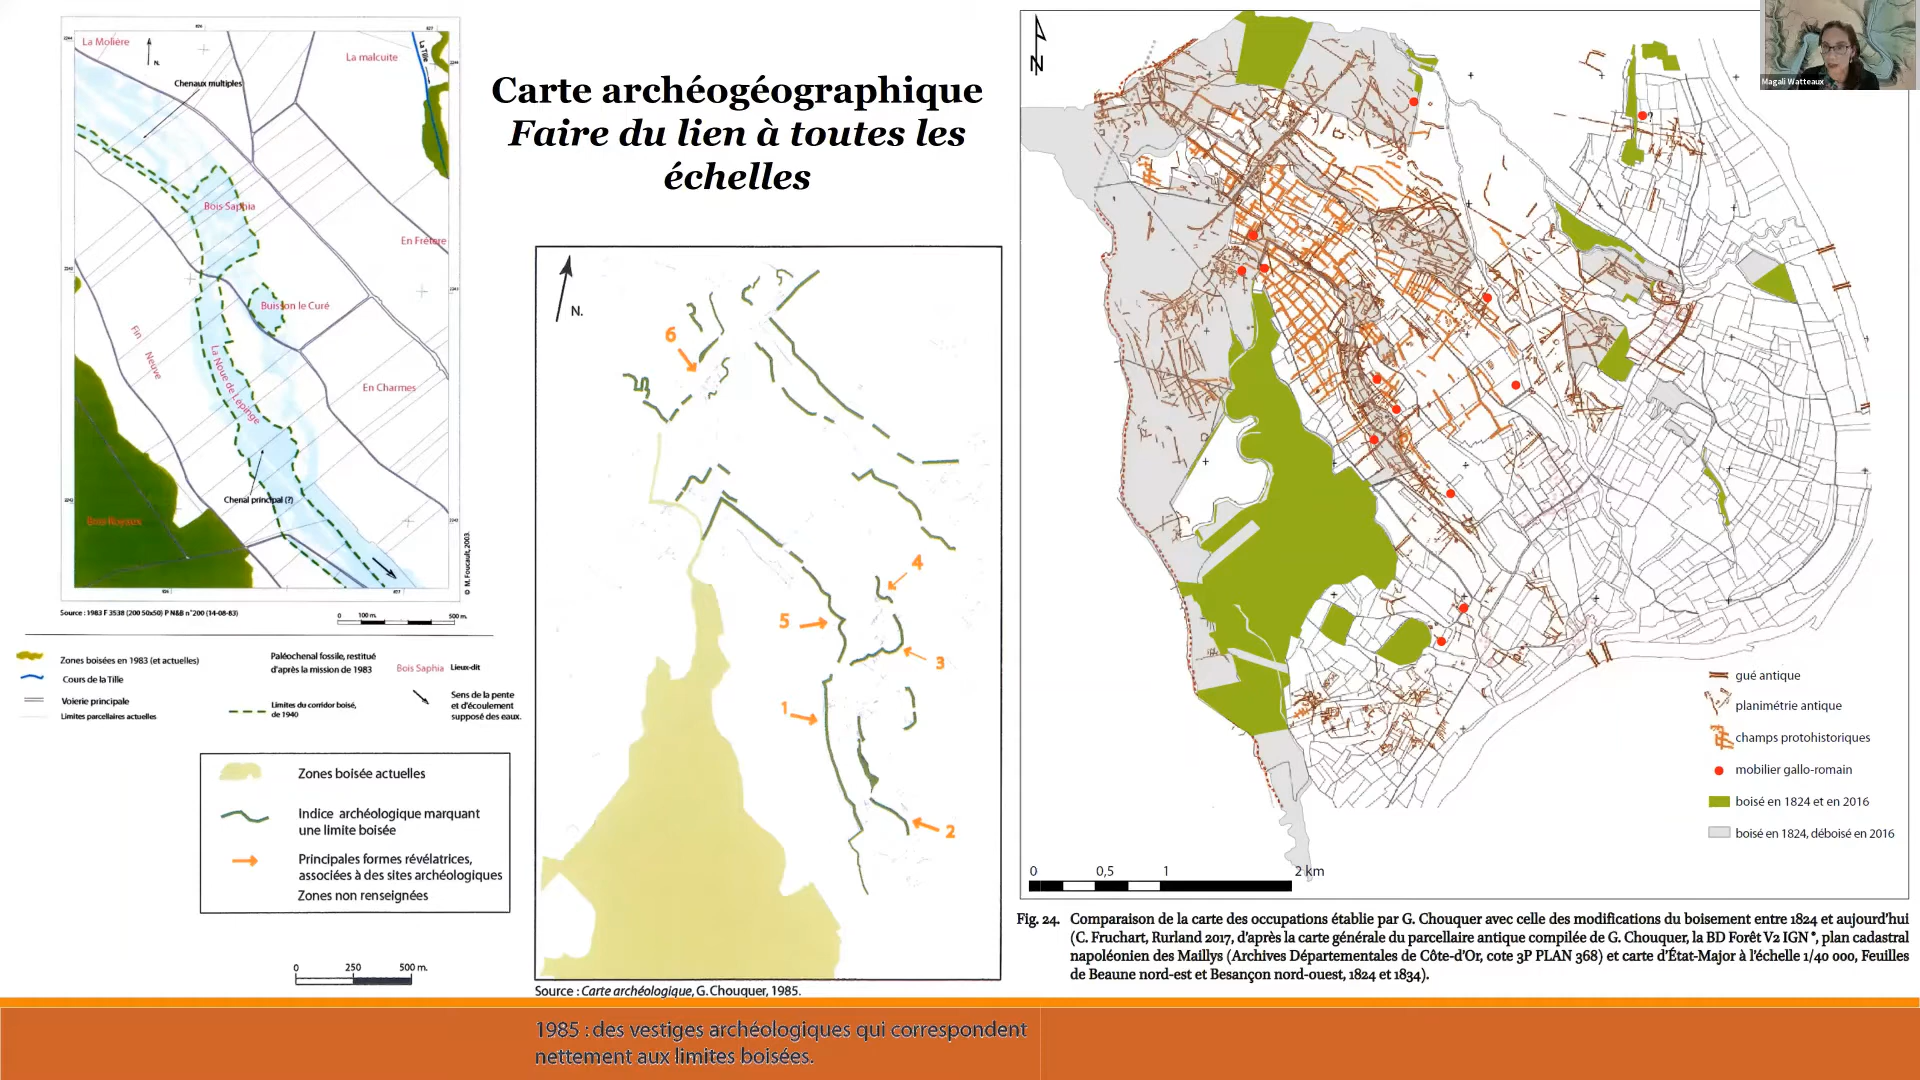 Carte archéogéographique
Faire du lien à toutes les
échelles
La Molière
N.
Chenaux multiples
La malcuite
La Tille
Bois Saphia
En Frêtere
Buisson le Curé
Fin Neuve
La Noue de Lépinge
En Charmes
Chenal principal (?)
Bois Royaux
© M. Foucault, 2003.
Source : 1983 F 3538 (200 50x50) P N&B n°200 (14-08-83)
0 100 m. 500 m.
Zones boisées en 1983 (et actuelles)
Cours de la Tille
Voierie principale
Limites parcellaires actuelles
Paléochenal fossile, restitué
d'après la mission de 1983
Limites du corridor boisé,
de 1940
Bois Saphia Lieux-dit
Sens de la pente
et d'écoulement
supposé des eaux.
Zones boisée actuelles
Indice archéologique marquant
une limite boisée
Principales formes révélatrices,
associées à des sites archéologiques
Zones non renseignées
0 250 500 m.
N.
6
4
5
3
1
2
Source : Carte archéologique, G. Chouquer, 1985.
1985 : des vestiges archéologiques qui correspondent
nettement aux limites boisées.
N
Magali Watteaux
?
gué antique
planimétrie antique
champs protohistoriques
mobilier gallo-romain
boisé en 1824 et en 2016
boisé en 1824, déboisé en 2016
0 0,5 1 2 km
Fig. 24. Comparaison de la carte des occupations établie par G. Chouquer avec celle des modifications du boisement entre 1824 et aujourd'hui
(C. Fruchart, Rurland 2017, d'après la carte générale du parcellaire antique compilée de G. Chouquer, la BD Forêt V2 IGN®, plan cadastral
napoléonien des Maillys (Archives Départementales de Côte-d'Or, cote 3P PLAN 368) et carte d'État-Major à l'échelle 1/40 000, Feuilles
de Beaune nord-est et Besançon nord-ouest, 1824 et 1834).